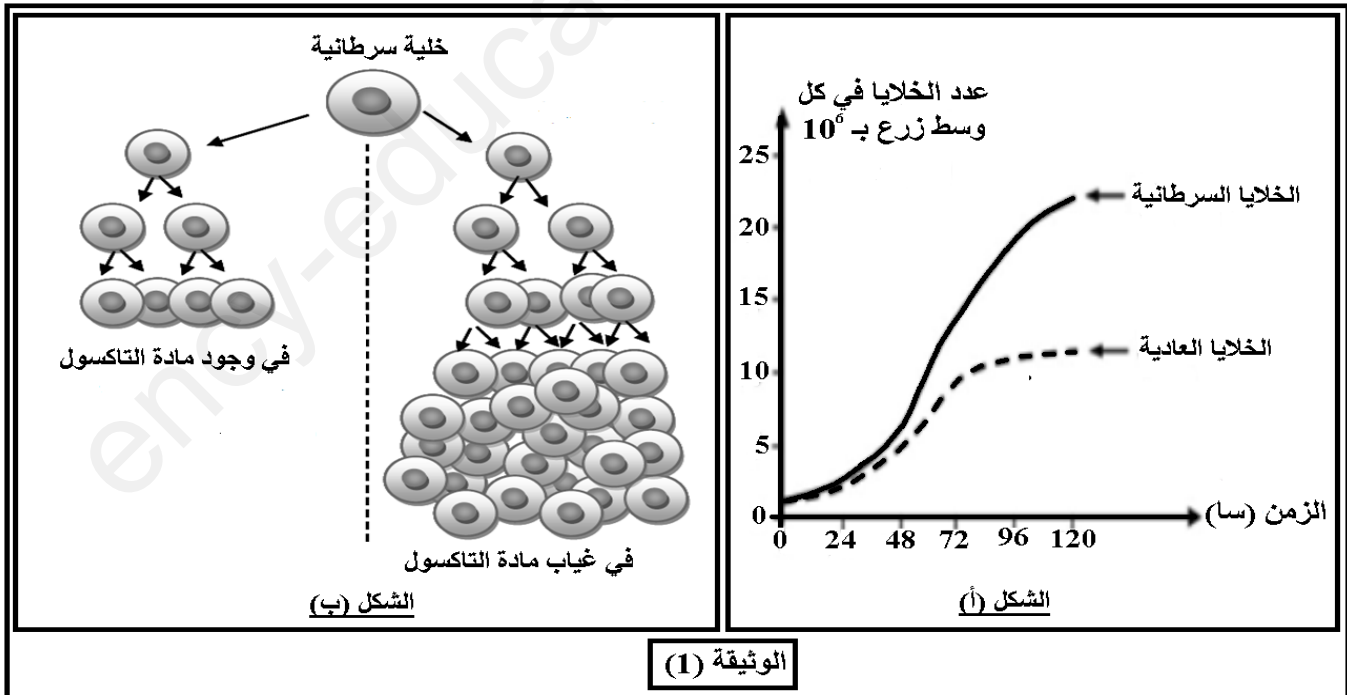 عدد الخلايا في كل
وسط زرع بـ 10⁶
25
20
15
10
5
0
الخلايا السرطانية
الخلايا العادية
0 24 48 72 96 120
الزمن (سا)
الشكل (أ)
خلية سرطانية
في وجود مادة التاكسول
في غياب مادة التاكسول
الشكل (ب)
الوثيقة (1)
ency-educa